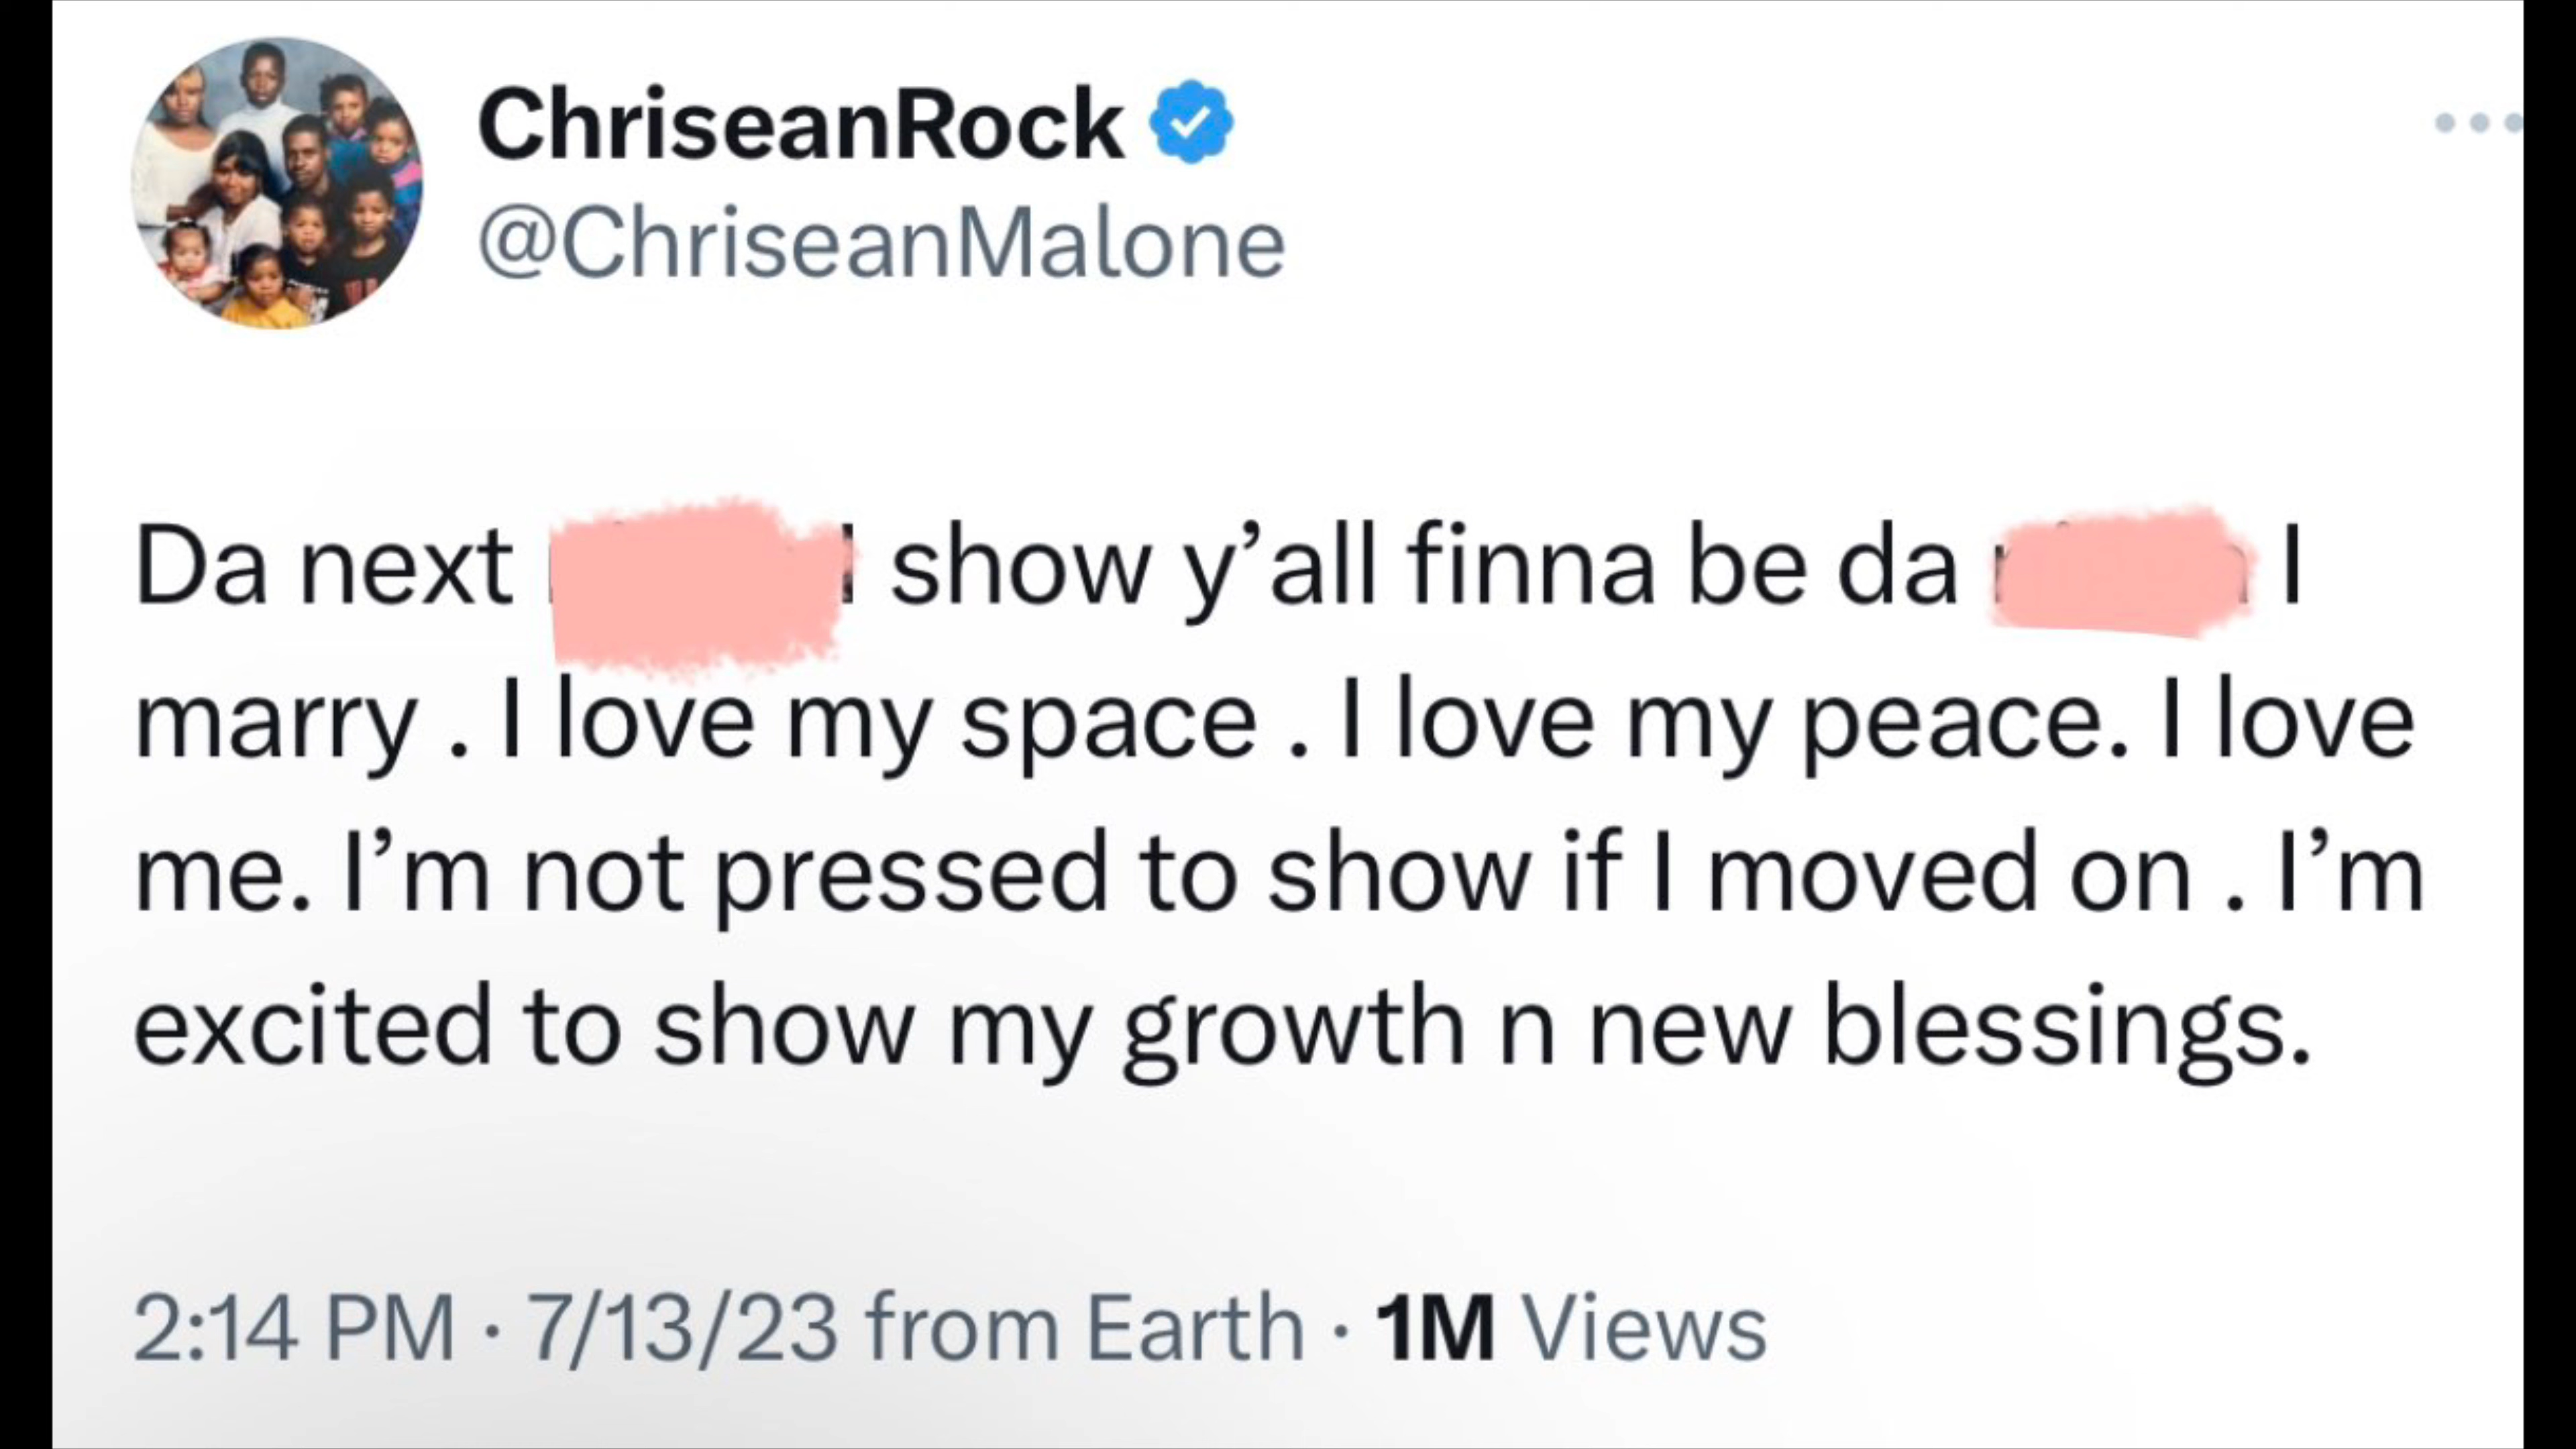 ChriseanRock
@ChriseanMalone
Da next I show y’all finna be da I
marry . I love my space . I love my peace. I love
me. I’m not pressed to show if I moved on . I’m
excited to show my growth n new blessings.
2:14 PM · 7/13/23 from Earth · 1M Views